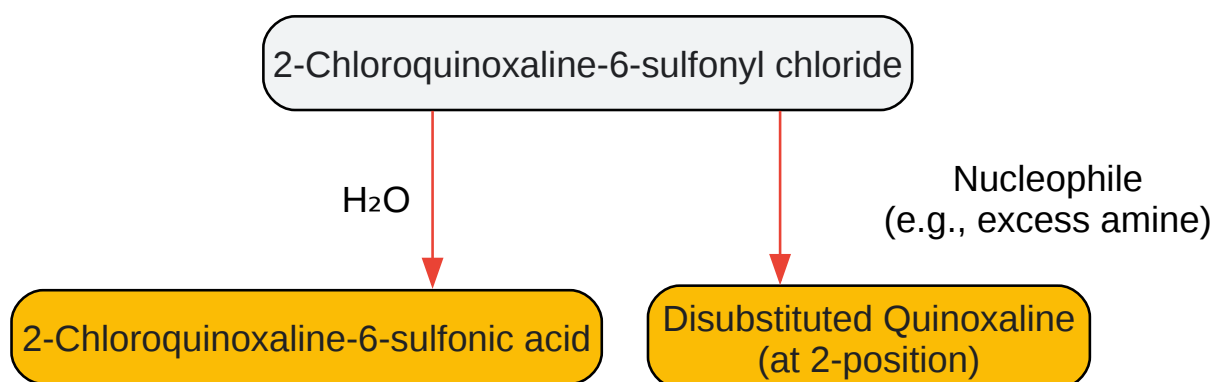 2-Chloroquinoxaline-6-sulfonyl chloride
H₂O
Nucleophile
(e.g., excess amine)
2-Chloroquinoxaline-6-sulfonic acid
Disubstituted Quinoxaline
(at 2-position)